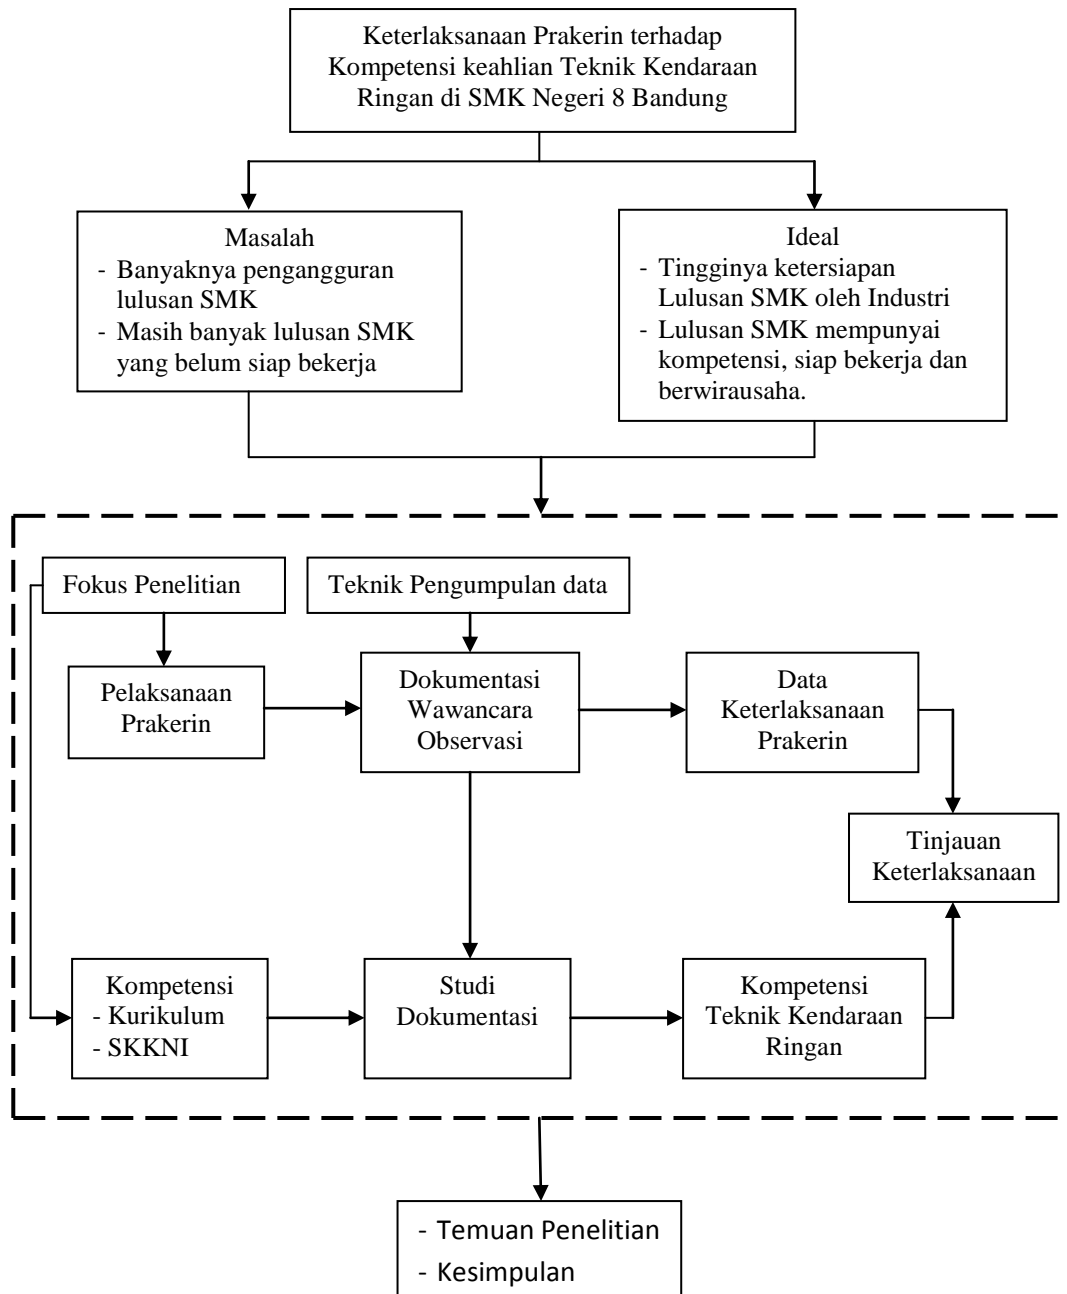 Keterlaksanaan Prakerin terhadap
Kompetensi keahlian Teknik Kendaraan
Ringan di SMK Negeri 8 Bandung
Masalah
- Banyaknya pengangguran
lulusan SMK
- Masih banyak lulusan SMK
yang belum siap bekerja
Ideal
- Tingginya ketersiapan
Lulusan SMK oleh Industri
- Lulusan SMK mempunyai
kompetensi, siap bekerja dan
berwirausaha.
Fokus Penelitian
Teknik Pengumpulan data
Pelaksanaan
Prakerin
Dokumentasi
Wawancara
Observasi
Data
Keterlaksanaan
Prakerin
Tinjauan
Keterlaksanaan
Kompetensi
- Kurikulum
- SKKNI
Studi
Dokumentasi
Kompetensi
Teknik Kendaraan
Ringan
- Temuan Penelitian
- Kesimpulan